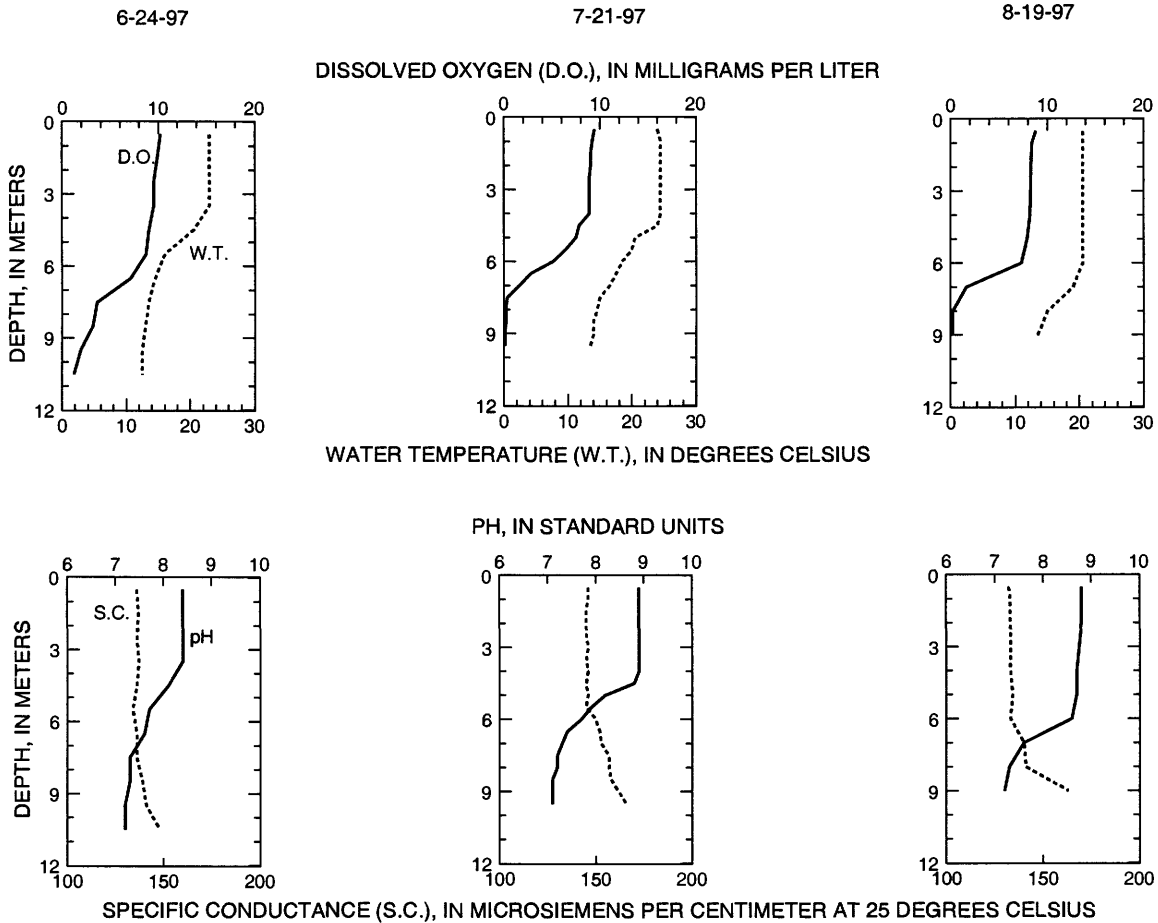 6-24-97 7-21-97 8-19-97
DISSOLVED OXYGEN (D.O.), IN MILLIGRAMS PER LITER
0 10 20 0 10 20 0 10 20
DEPTH, IN METERS
0 3 6 9 12
D.O.
W.T.
0 3 6 9 12
0 3 6 9 12
0 10 20 30 0 10 20 30 0 10 20 30
WATER TEMPERATURE (W.T.), IN DEGREES CELSIUS
PH, IN STANDARD UNITS
6 7 8 9 10 6 7 8 9 10 6 7 8 9 10
DEPTH, IN METERS
0 3 6 9 12
S.C.
pH
0 3 6 9 12
0 3 6 9 12
100 150 200 100 150 200 100 150 200
SPECIFIC CONDUCTANCE (S.C.), IN MICROSIEMENS PER CENTIMETER AT 25 DEGREES CELSIUS